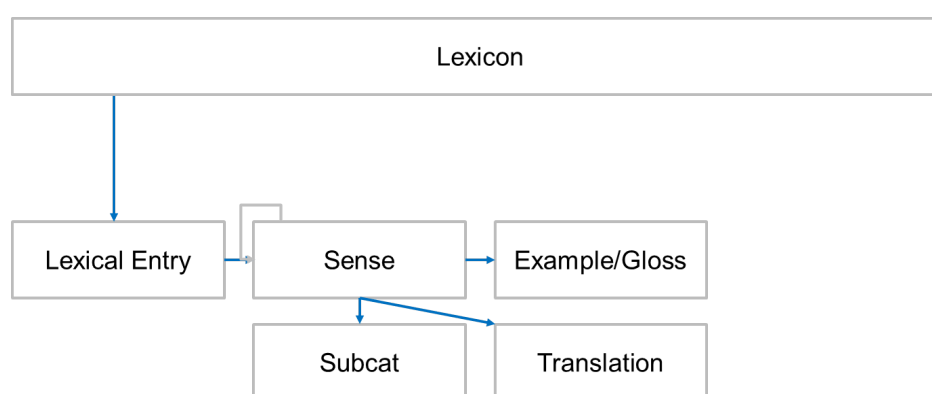 Lexicon
Lexical Entry
Sense
Example/Gloss
Subcat
Translation